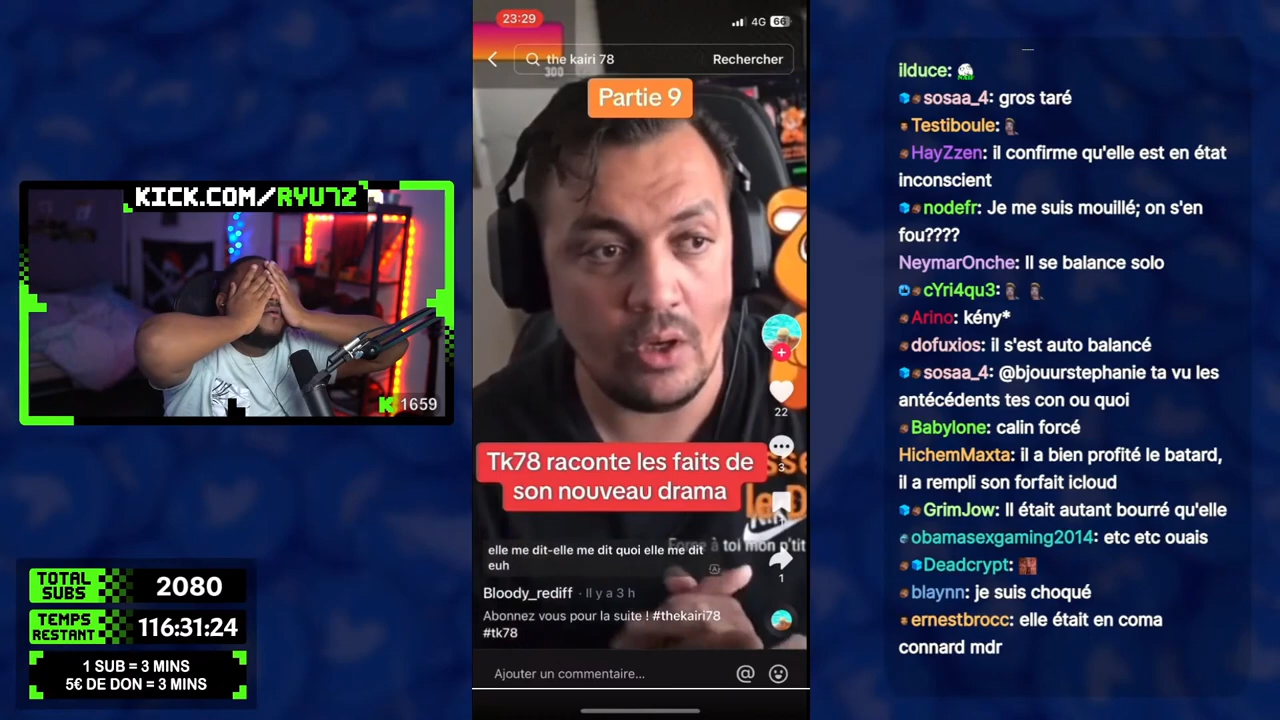 KICK.COM/RYU7Z
1659
TOTAL
SUBS
2080
TEMPS
RESTANT
116:31:24
1 SUB = 3 MINS
5€ DE DON = 3 MINS
23:29
4G
66
the kairi 78
Rechercher
300
Partie 9
22
Tk78 raconte les faits de
son nouveau drama
3
à toi mon p'tit
elle me dit-elle me dit quoi elle me dit
euh
1
Bloody_rediff · Il y a 3 h
Abonnez vous pour la suite ! #thekairi78
#tk78
Ajouter un commentaire...
ilduce:
sosaa_4: gros taré
Testiboule:
HayZzen: il confirme qu'elle est en état
inconscient
nodefr: Je me suis mouillé; on s'en
fou????
NeymarOnche: Il se balance solo
cYri4qu3:
Arino: kény*
dofuxios: il s'est auto balancé
sosaa_4: @bjouurstephanie ta vu les
antécédents tes con ou quoi
Babylone: calin forcé
HichemMaxta: il a bien profité le batard,
il a rempli son forfait icloud
GrimJow: Il était autant bourré qu'elle
obamasexgaming2014: etc etc ouais
Deadcrypt:
blaynn: je suis choqué
ernestbrocc: elle était en coma
connard mdr